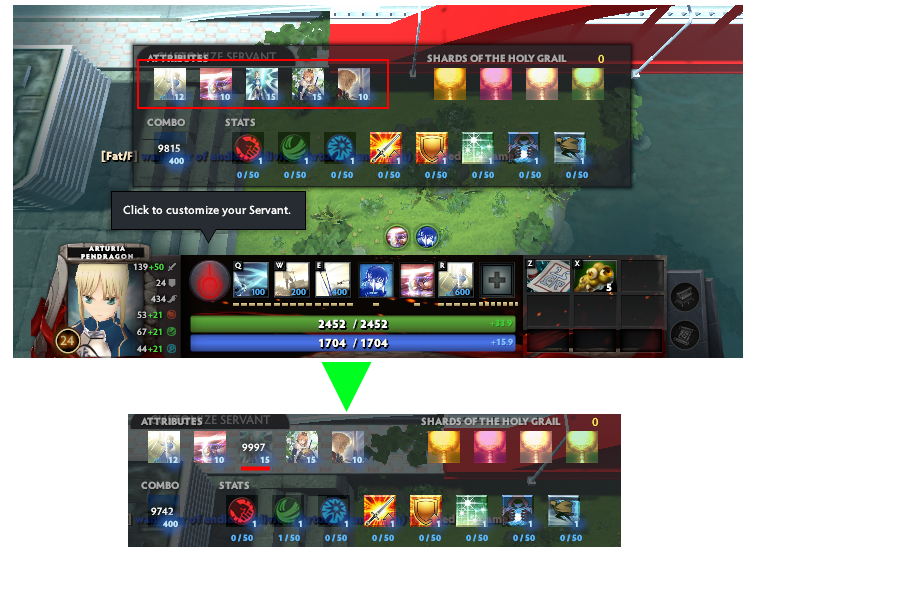 CUSTOMIZE SERVANT
ATTRIBUTES
SHARDS OF THE HOLY GRAIL 0
12 10 15 15 10
COMBO
STATS
9815
400
1 1 1 1 1 1 1 1
[Fat/F]
0 / 50 0 / 50 0 / 50 0 / 50 0 / 50 0 / 50 0 / 50 0 / 50
Click to customize your Servant.
ARTURIA
PENDRAGON
139+50
24
434
53+21
67+21
44+21
24
Q 100
W 200
E 400
R 600
Z
X 5
2452 / 2452 +33.9
1704 / 1704 +15.9
CUSTOMIZE SERVANT
ATTRIBUTES
SHARDS OF THE HOLY GRAIL 0
9997
12 10 15 15 10
COMBO
STATS
9742
400
1 1 1 1 1 1 1 1
0 / 50 1 / 50 0 / 50 0 / 50 0 / 50 0 / 50 0 / 50 0 / 50